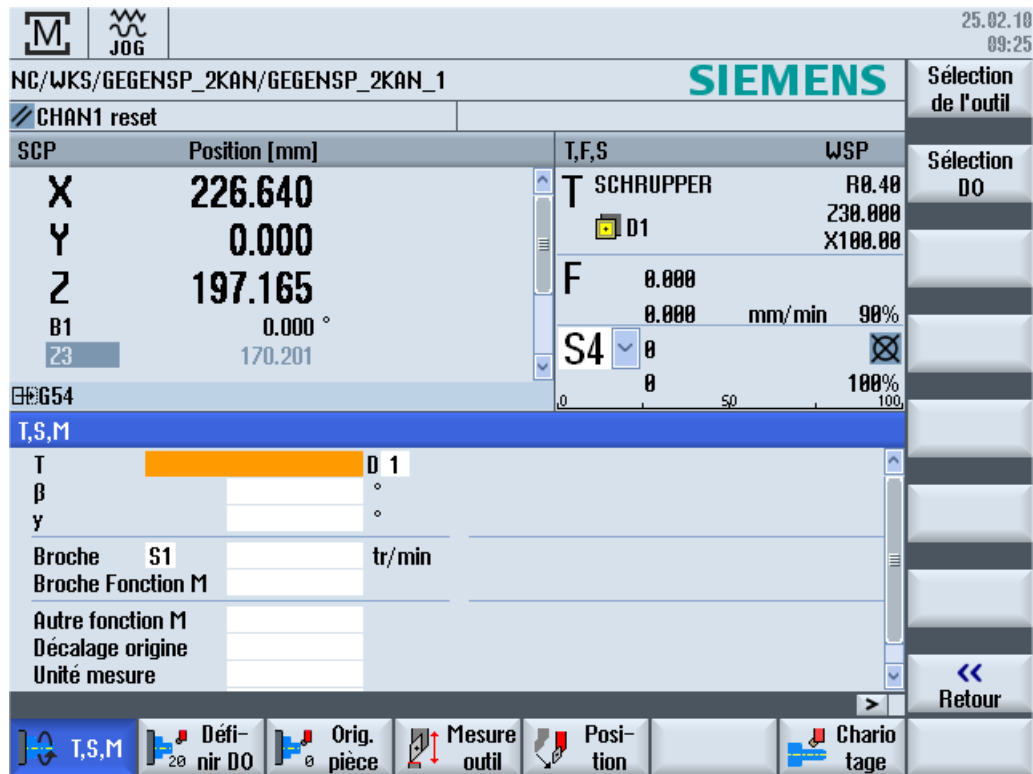 M
JOG
25.02.10
09:25
NC/WKS/GEGENSP_2KAN/GEGENSP_2KAN_1
SIEMENS
CHAN1 reset
SCP Position [mm]
X 226.640
Y 0.000
Z 197.165
B1 0.000 °
Z3 170.201
G54
T,F,S WSP
T SCHRUPPER R0.40
Z30.000
D1 X100.00
F 0.000
0.000 mm/min 90%
S4 0
0 100%
0 50 100
T,S,M
T D 1
β °
γ °
Broche S1 tr/min
Broche Fonction M
Autre fonction M
Décalage origine
Unité mesure
Sélection
de l'outil
Sélection
DO
<<
Retour
T,S,M
Défi-
20 nir DO
Orig.
0 pièce
Mesure
outil
Posi-
tion
Chario
tage